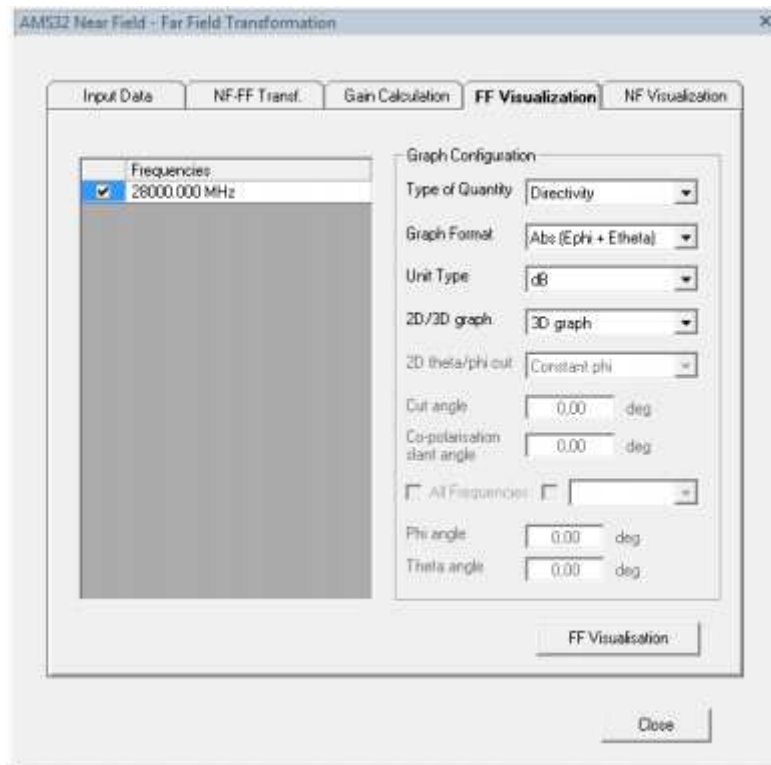 AMS32 Near Field - Far Field Transformation
Input Data NF-FF Transf. Gain Calculation FF Visualization NF Visualization
Frequencies
28000.000 MHz
Graph Configuration
Type of Quantity Directivity
Graph Format Abs (Ephi + Etheta)
Unit Type dB
2D/3D graph 3D graph
2D theta/phi cut Constant phi
Cut angle 0.00 deg
Co-polarisation
slant angle 0.00 deg
All Frequencies
Phi angle 0.00 deg
Theta angle 0.00 deg
FF Visualisation
Close